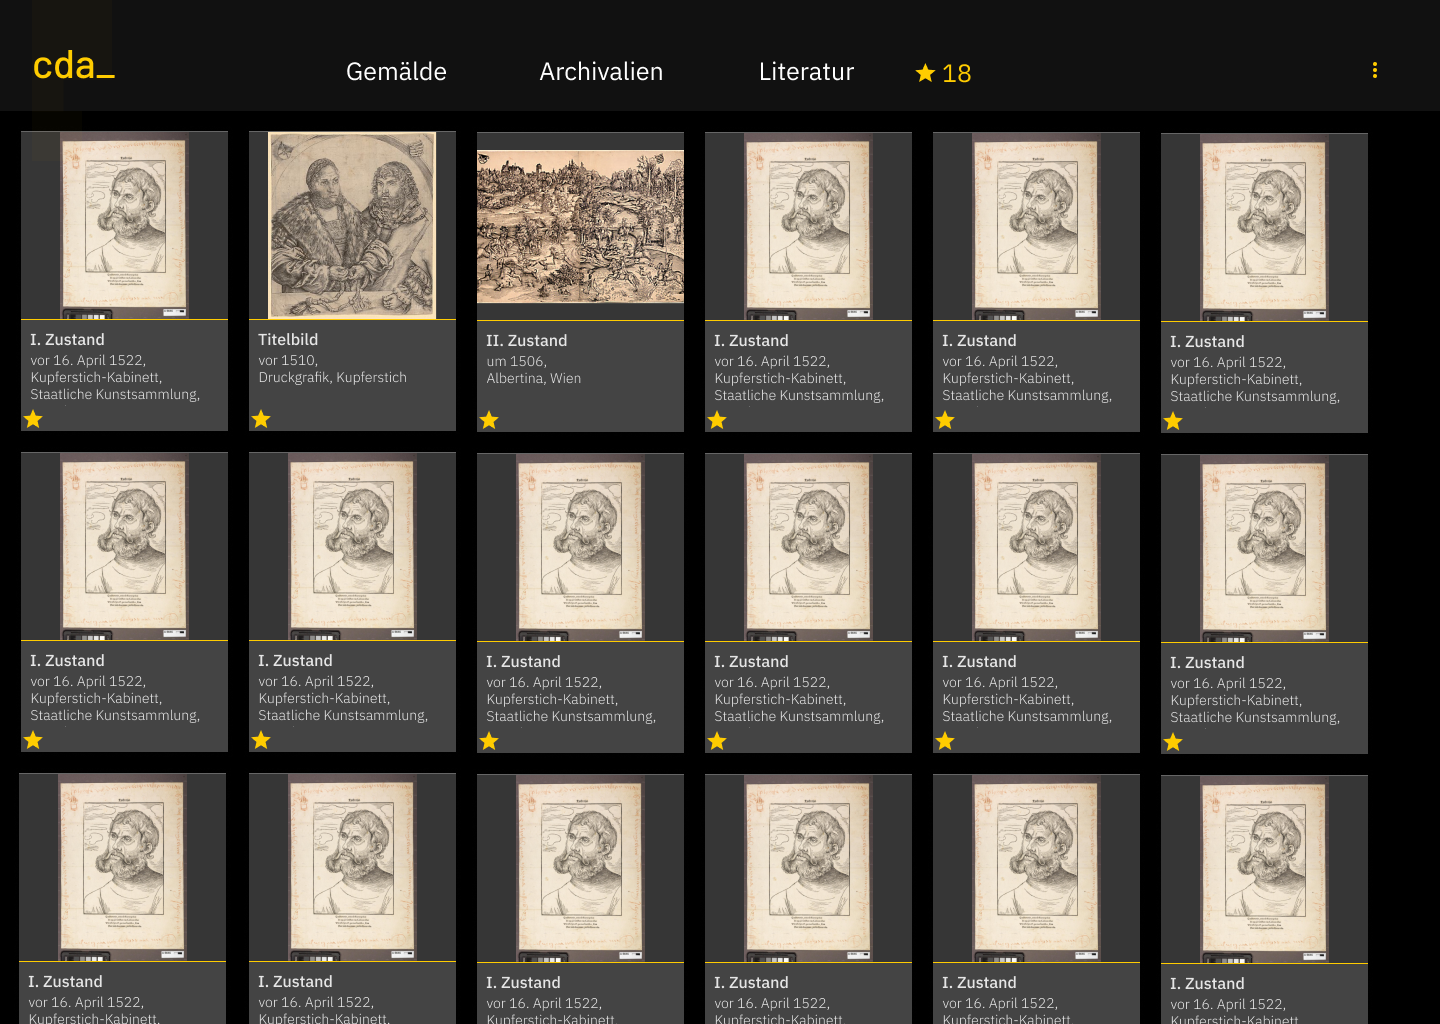 cda_
Gemälde Archivalien Literatur 18
I. Zustand
vor 16. April 1522,
Kupferstich-Kabinett,
Staatliche Kunstsammlung,
Titelbild
vor 1510,
Druckgrafik, Kupferstich
II. Zustand
um 1506,
Albertina, Wien
I. Zustand
vor 16. April 1522,
Kupferstich-Kabinett,
Staatliche Kunstsammlung,
I. Zustand
vor 16. April 1522,
Kupferstich-Kabinett,
Staatliche Kunstsammlung,
I. Zustand
vor 16. April 1522,
Kupferstich-Kabinett,
Staatliche Kunstsammlung,
I. Zustand
vor 16. April 1522,
Kupferstich-Kabinett,
Staatliche Kunstsammlung,
I. Zustand
vor 16. April 1522,
Kupferstich-Kabinett,
Staatliche Kunstsammlung,
I. Zustand
vor 16. April 1522,
Kupferstich-Kabinett,
Staatliche Kunstsammlung,
I. Zustand
vor 16. April 1522,
Kupferstich-Kabinett,
Staatliche Kunstsammlung,
I. Zustand
vor 16. April 1522,
Kupferstich-Kabinett,
Staatliche Kunstsammlung,
I. Zustand
vor 16. April 1522,
Kupferstich-Kabinett,
Staatliche Kunstsammlung,
I. Zustand
vor 16. April 1522,
Kupferstich-Kabinett,
I. Zustand
vor 16. April 1522,
Kupferstich-Kabinett,
I. Zustand
vor 16. April 1522,
Kupferstich-Kabinett,
I. Zustand
vor 16. April 1522,
Kupferstich-Kabinett,
I. Zustand
vor 16. April 1522,
Kupferstich-Kabinett,
I. Zustand
vor 16. April 1522,
Kupferstich-Kabinett,